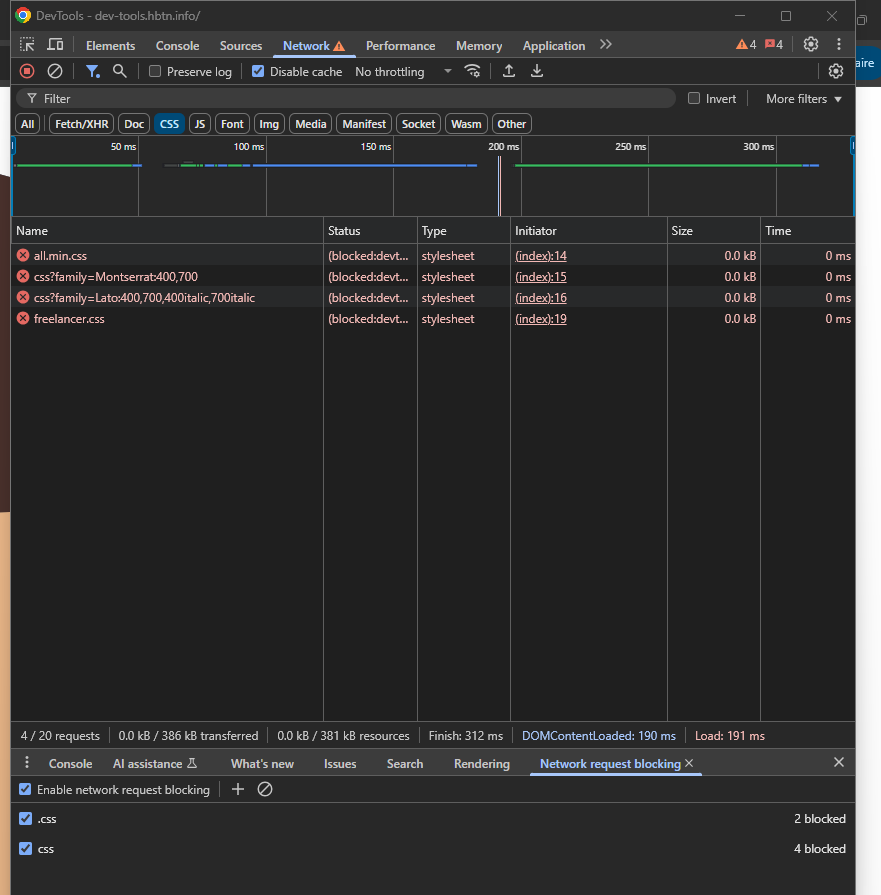 DevTools - dev-tools.hbtn.info/
Elements Console Sources Network Performance Memory Application 4 4
aire
Preserve log Disable cache No throttling
Filter Invert More filters
All Fetch/XHR Doc CSS JS Font Img Media Manifest Socket Wasm Other
50 ms 100 ms 150 ms 200 ms 250 ms 300 ms
Name Status Type Initiator Size Time
all.min.css (blocked:devt... stylesheet (index):14 0.0 kB 0 ms
css?family=Montserrat:400,700 (blocked:devt... stylesheet (index):15 0.0 kB 0 ms
css?family=Lato:400,700,400italic,700italic (blocked:devt... stylesheet (index):16 0.0 kB 0 ms
freelancer.css (blocked:devt... stylesheet (index):19 0.0 kB 0 ms
4 / 20 requests 0.0 kB / 386 kB transferred 0.0 kB / 381 kB resources Finish: 312 ms DOMContentLoaded: 190 ms Load: 191 ms
Console AI assistance What's new Issues Search Rendering Network request blocking
Enable network request blocking
.css 2 blocked
css 4 blocked